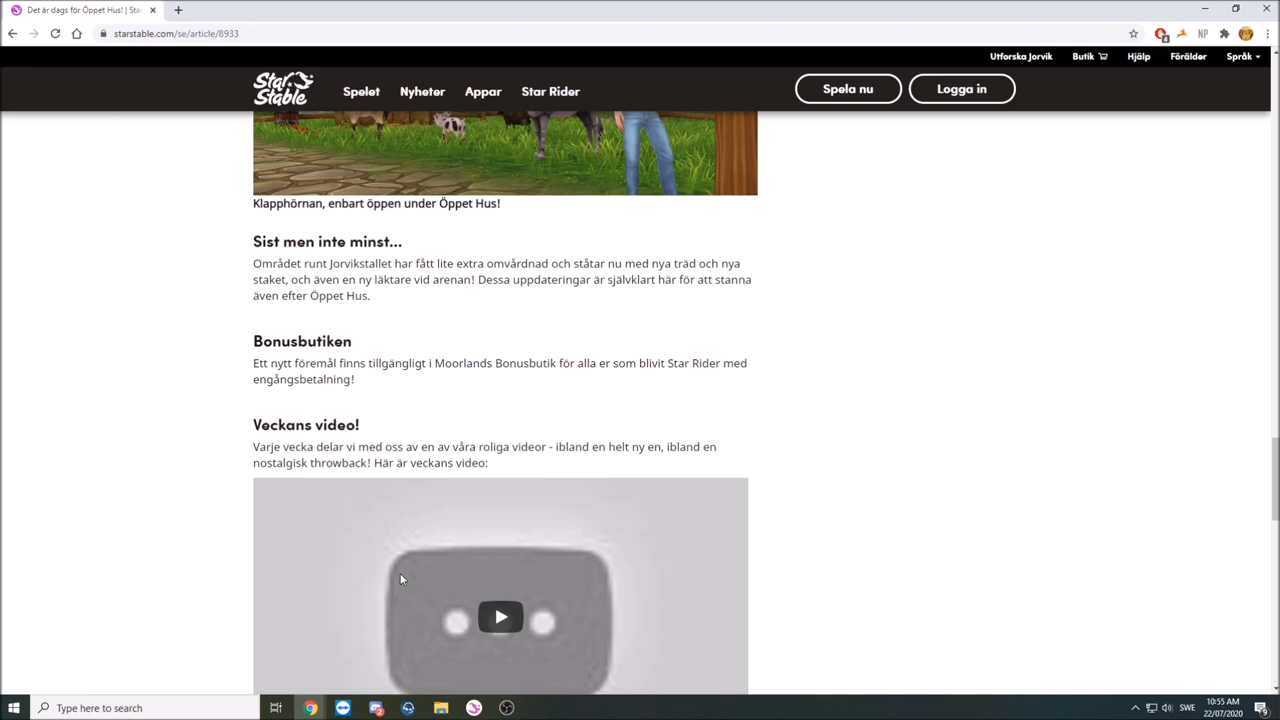 Det är dags för Öppet Hus! | Star
starstable.com/se/article/8933
4
NP
Utforska Jorvik Butik Hjälp Förälder Språk
Star Stable
Spelet Nyheter Appar Star Rider Spela nu Logga in
Klapphörnan, enbart öppen under Öppet Hus!
Sist men inte minst...
Området runt Jorvikstallet har fått lite extra omvårdnad och ståtar nu med nya träd och nya
staket, och även en ny läktare vid arenan! Dessa uppdateringar är självklart här för att stanna
även efter Öppet Hus.
Bonusbutiken
Ett nytt föremål finns tillgängligt i Moorlands Bonusbutik för alla er som blivit Star Rider med
engångsbetalning!
Veckans video!
Varje vecka delar vi med oss av en av våra roliga videor - ibland en helt ny en, ibland en
nostalgisk throwback! Här är veckans video:
Type here to search
SWE
10:55 AM
22/07/2020
9